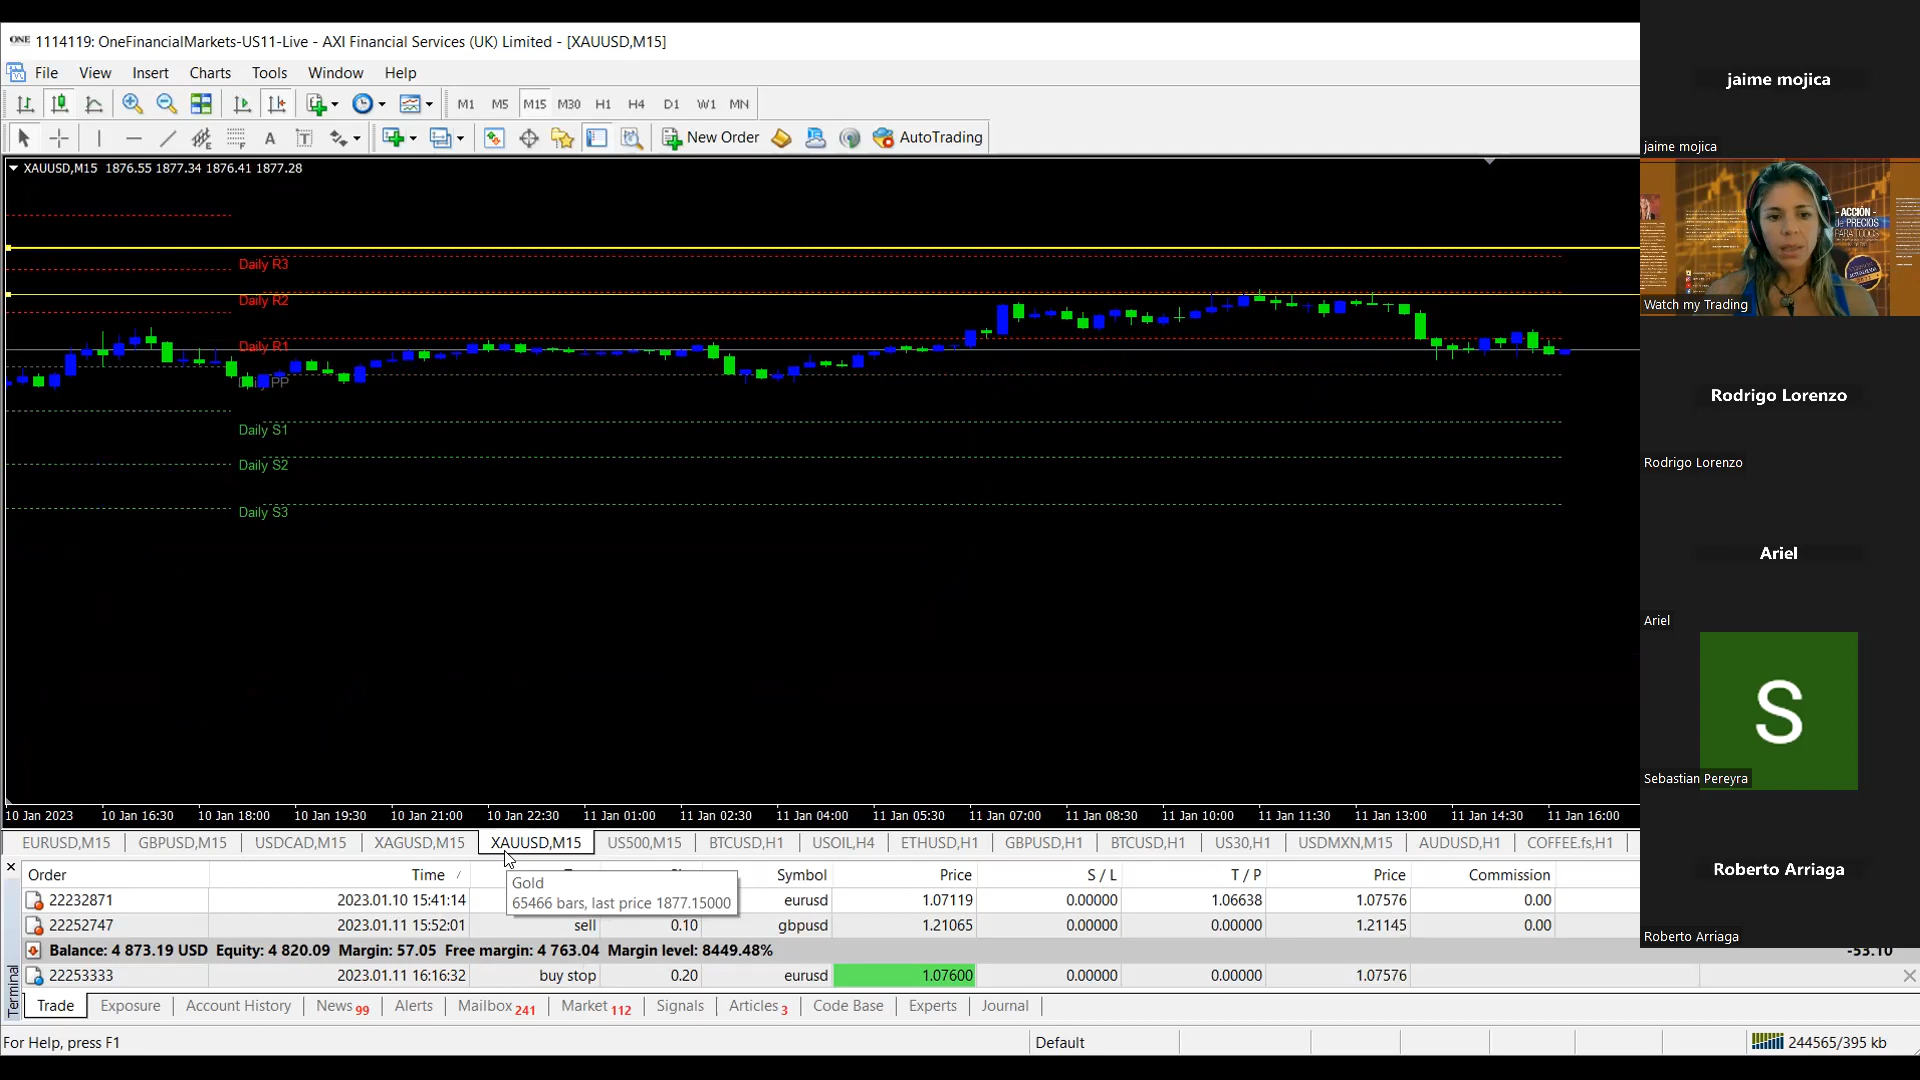 ONE 1114119: OneFinancialMarkets-US11-Live - AXI Financial Services (UK) Limited - [XAUUSD,M15]
File View Insert Charts Tools Window Help
M1 M5 M15 M30 H1 H4 D1 W1 MN
A T New Order AutoTrading
XAUUSD,M15 1876.55 1877.34 1876.41 1877.28
Daily R3
Daily R2
Daily R1
Daily PP
Daily S1
Daily S2
Daily S3
10 Jan 2023 10 Jan 16:30 10 Jan 18:00 10 Jan 19:30 10 Jan 21:00 10 Jan 22:30 11 Jan 01:00 11 Jan 02:30 11 Jan 04:00 11 Jan 05:30 11 Jan 07:00 11 Jan 08:30 11 Jan 10:00 11 Jan 11:30 11 Jan 13:00 11 Jan 14:30 11 Jan 16:00
EURUSD,M15 GBPUSD,M15 USDCAD,M15 XAGUSD,M15 XAUUSD,M15 US500,M15 BTCUSD,H1 USOIL,H4 ETHUSD,H1 GBPUSD,H1 BTCUSD,H1 US30,H1 USDMXN,M15 AUDUSD,H1 COFFEE.fs,H1
Order Time / Symbol Price S / L T / P Price Commission
Gold
65466 bars, last price 1877.15000
22232871 2023.01.10 15:41:14 eurusd 1.07119 0.00000 1.06638 1.07576 0.00
22252747 2023.01.11 15:52:01 sell 0.10 gbpusd 1.21065 0.00000 0.00000 1.21145 0.00
Balance: 4 873.19 USD Equity: 4 820.09 Margin: 57.05 Free margin: 4 763.04 Margin level: 8449.48% -53.10
22253333 2023.01.11 16:16:32 buy stop 0.20 eurusd 1.07600 0.00000 0.00000 1.07576
Terminal
Trade Exposure Account History News 99 Alerts Mailbox 241 Market 112 Signals Articles 3 Code Base Experts Journal
For Help, press F1 Default 244565/395 kb
jaime mojica
jaime mojica
- ACCIÓN -
de PRECIOS
PARA TODOS
Watch my Trading
Rodrigo Lorenzo
Rodrigo Lorenzo
Ariel
Ariel
S
Sebastian Pereyra
Roberto Arriaga
Roberto Arriaga